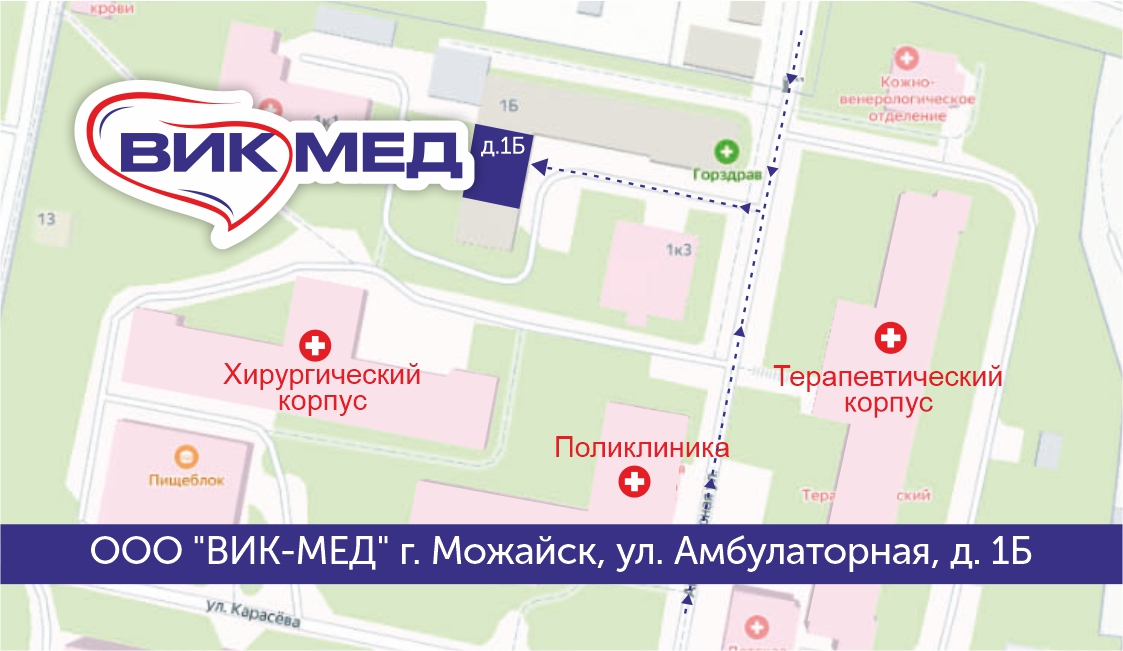 крови
Кожно-
венерологическое
отделение
1Б
1к1
ВИК МЕД
д.1Б
Горздрав
13
1к3
Хирургический
корпус
Терапевтический
корпус
Поликлиника
Пищеблок
ООО "ВИК-МЕД" г. Можайск, ул. Амбулаторная, д. 1Б
ул. Карасёва